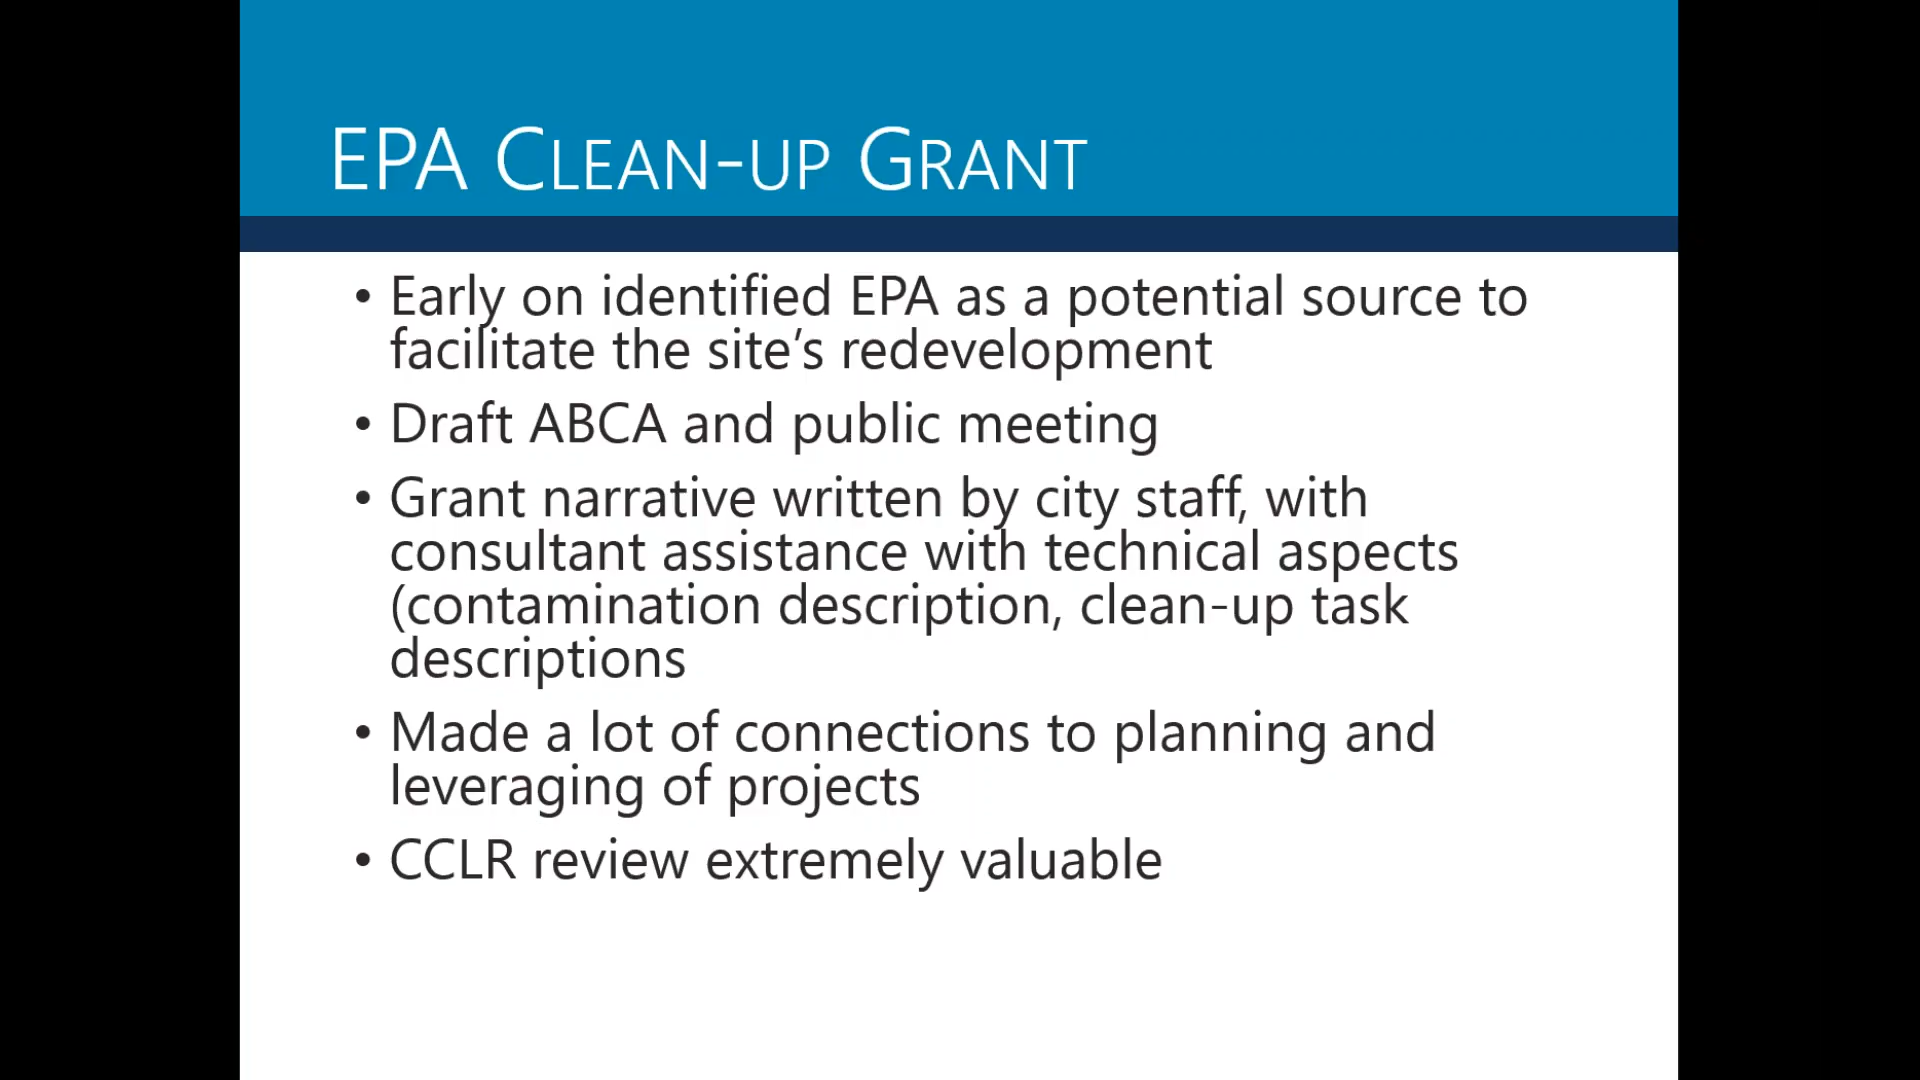 EPA Clean-up Grant
• Early on identified EPA as a potential source to
facilitate the site’s redevelopment
• Draft ABCA and public meeting
• Grant narrative written by city staff, with
consultant assistance with technical aspects
(contamination description, clean-up task
descriptions
• Made a lot of connections to planning and
leveraging of projects
• CCLR review extremely valuable